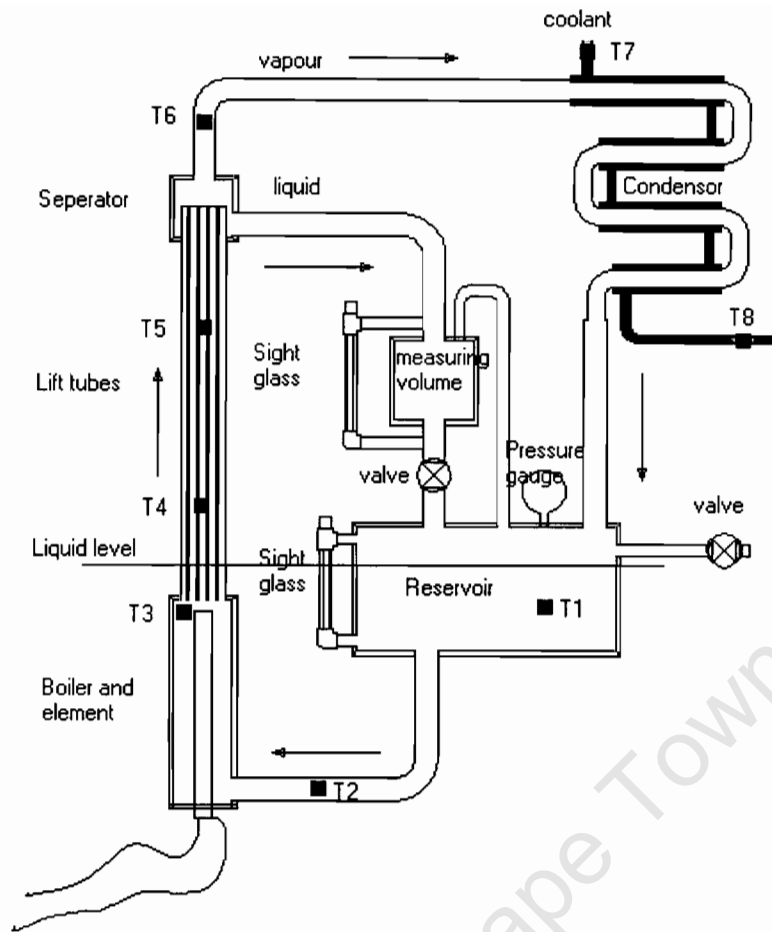 coolant
T7
vapour
T6
Seperator
liquid
Condensor
T5
T8
Sight
glass
measuring
volume
Lift tubes
Pressure
gauge
valve
T4
valve
Liquid level
Sight
glass
Reservoir
T3
T1
Boiler and
element
T2
ape Town